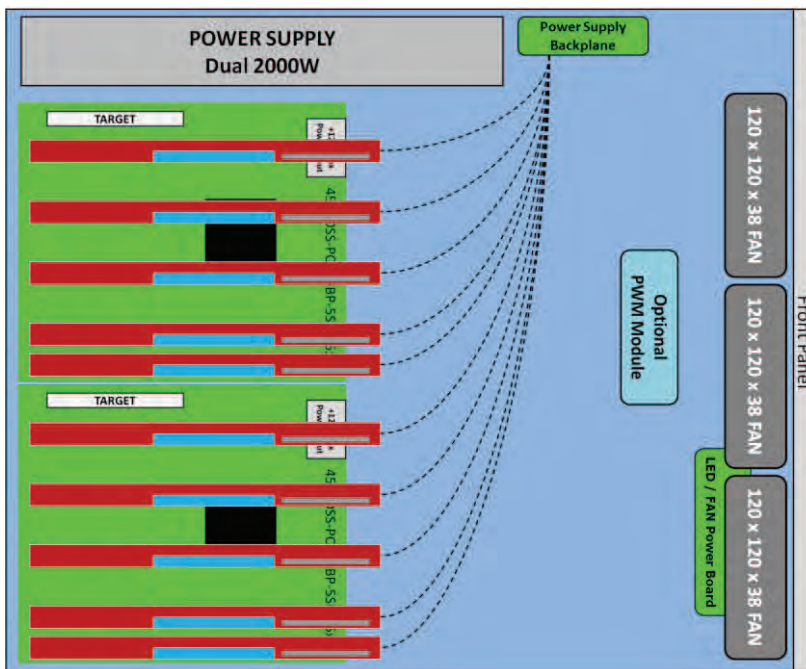 POWER SUPPLY
Dual 2000W
Power Supply
Backplane
TARGET
TARGET
Optional
PWM Module
120 x 120 x 38 FAN
120 x 120 x 38 FAN
120 x 120 x 38 FAN
LED / FAN Power Board
Front Panel